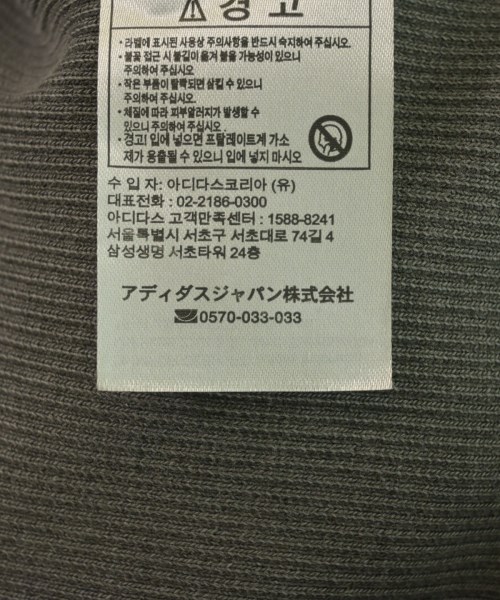 경 고
• 라벨에 표시된 사용상 주의사항을 반드시 숙지하여 주십시오.
• 불꽃 접근 시 불길이 옮겨 붙을 가능성이 있으니
주의하여 주십시오
• 작은 부품이 탈락되면 삼킬 수 있으니
주의하여 주십시오.
• 체질에 따라 피부알러지가 발생할 수
있으니 주의하여 주십시오 .
• 경고! 입에 넣으면 프탈레이트계 가소
제가 용출될 수 있으니 입에 넣지 마시오
수 입 자: 아디다스코리아 (유)
대표전화 : 02-2186-0300
아디다스 고객만족센터 : 1588-8241
서울특별시 서초구 서초대로 74길 4
삼성생명 서초타워 24층
アディダスジャパン株式会社
0570-033-033